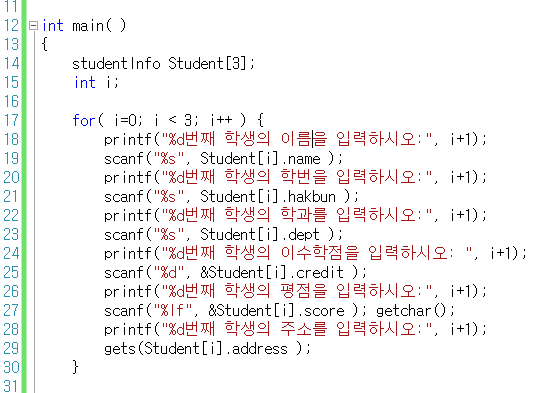 11
12 int main( )
13 {
14 studentInfo Student[3];
15 int i;
16
17 for( i=0; i < 3; i++ ) {
18 printf("%d번째 학생의 이름을 입력하시오:", i+1);
19 scanf("%s", Student[i].name );
20 printf("%d번째 학생의 학번을 입력하시오:", i+1);
21 scanf("%s", Student[i].hakbun );
22 printf("%d번째 학생의 학과를 입력하시오:", i+1);
23 scanf("%s", Student[i].dept );
24 printf("%d번째 학생의 이수학점을 입력하시오: ", i+1);
25 scanf("%d", &Student[i].credit );
26 printf("%d번째 학생의 평점을 입력하시오:", i+1);
27 scanf("%lf", &Student[i].score ); getchar();
28 printf("%d번째 학생의 주소를 입력하시오:", i+1);
29 gets(Student[i].address );
30 }
31